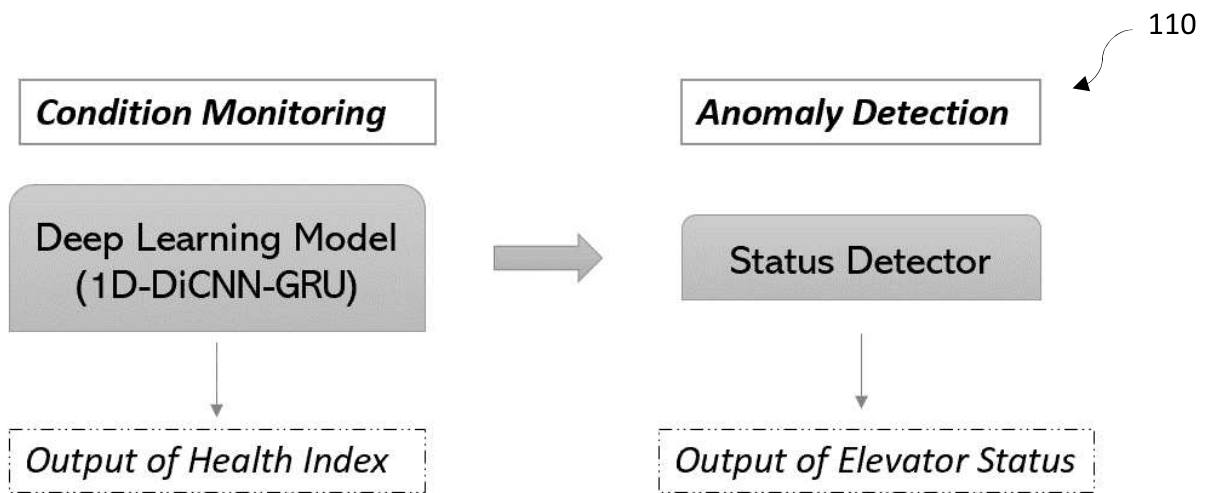 110
Condition Monitoring
Anomaly Detection
Deep Learning Model
(1D-DiCNN-GRU)
Status Detector
Output of Health Index
Output of Elevator Status